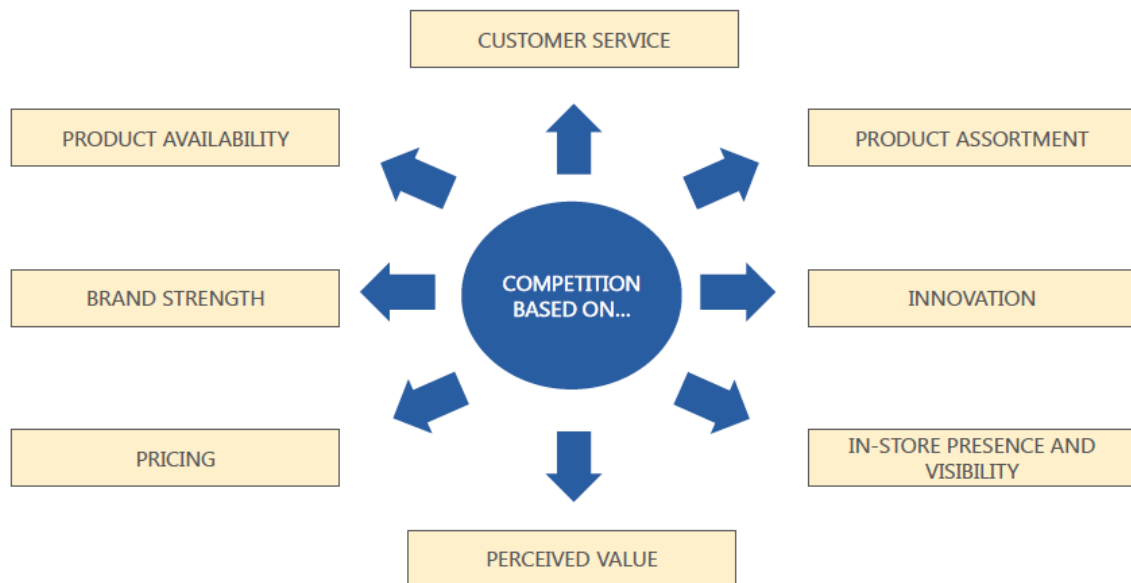 CUSTOMER SERVICE
PRODUCT AVAILABILITY
PRODUCT ASSORTMENT
COMPETITION
BASED ON...
BRAND STRENGTH
INNOVATION
PRICING
IN-STORE PRESENCE AND
VISIBILITY
PERCEIVED VALUE